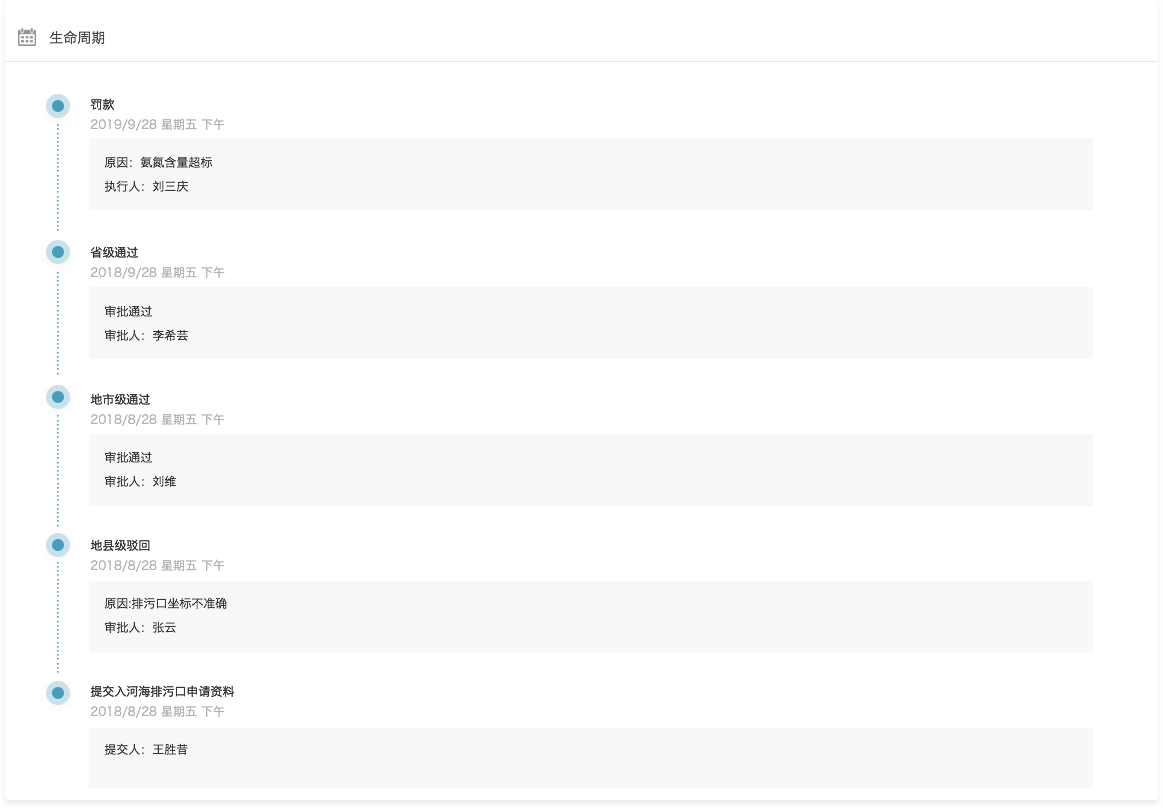 生命周期
罚款
2019/9/28 星期五 下午
原因：氨氮含量超标
执行人：刘三庆
省级通过
2018/9/28 星期五 下午
审批通过
审批人：李希芸
地市级通过
2018/8/28 星期五 下午
审批通过
审批人：刘维
地县级驳回
2018/8/28 星期五 下午
原因:排污口坐标不准确
审批人：张云
提交入河海排污口申请资料
2018/8/28 星期五 下午
提交人：王胜昔